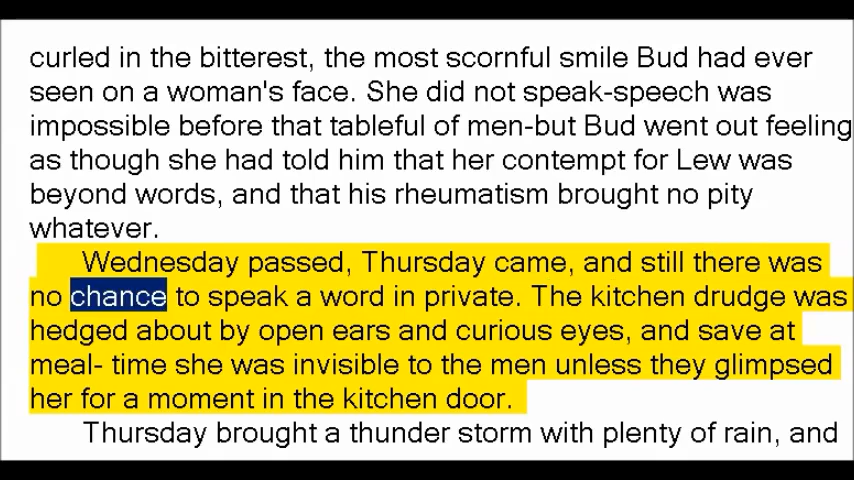 curled in the bitterest, the most scornful smile Bud had ever
seen on a woman's face. She did not speak-speech was
impossible before that tableful of men-but Bud went out feeling
as though she had told him that her contempt for Lew was
beyond words, and that his rheumatism brought no pity
whatever.
Wednesday passed, Thursday came, and still there was
no chance to speak a word in private. The kitchen drudge was
hedged about by open ears and curious eyes, and save at
meal- time she was invisible to the men unless they glimpsed
her for a moment in the kitchen door.
Thursday brought a thunder storm with plenty of rain, and